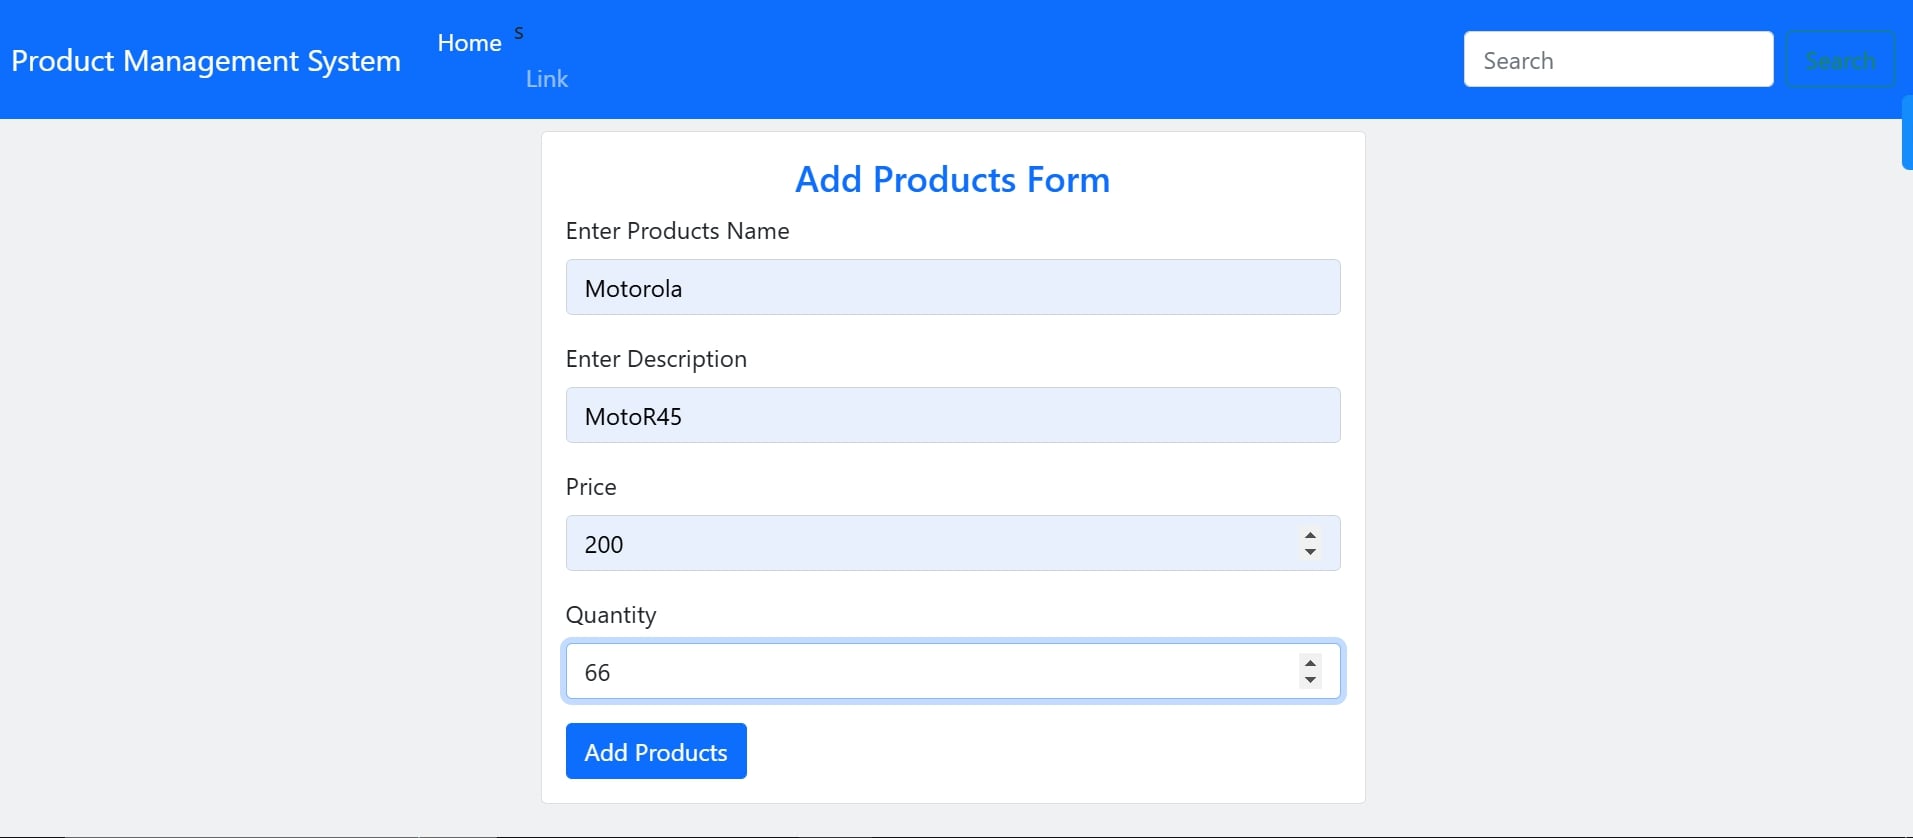 Product Management System
Home s
Link
Search
Search
Add Products Form
Enter Products Name
Motorola
Enter Description
MotoR45
Price
200
Quantity
66
Add Products